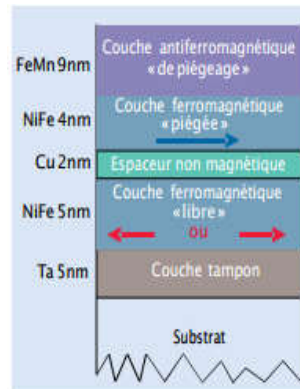 FeMn 9nm
Couche antiferromagnétique
« de piégeage »
NiFe 4nm
Couche ferromagnétique
« piégée »
Cu 2nm
Espaceur non magnétique
NiFe 5nm
Couche ferromagnétique
« libre »
ou
Ta 5nm
Couche tampon
Substrat